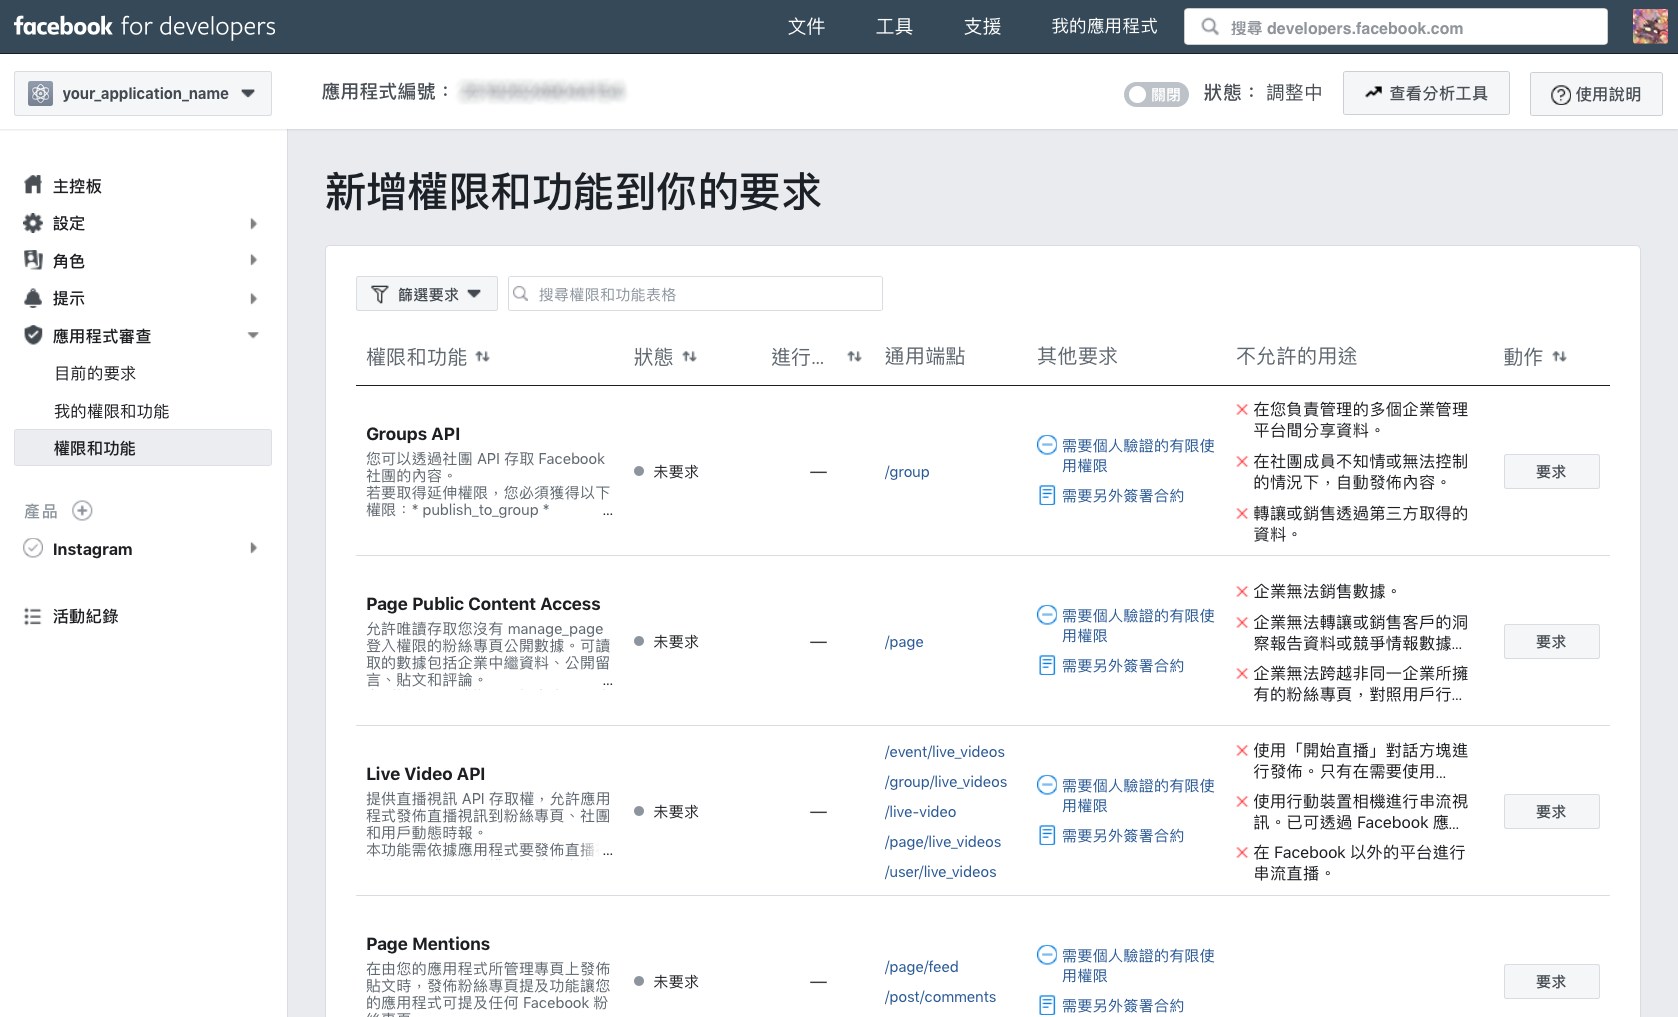 facebook for developers
文件
工具
支援
我的應用程式
搜尋 developers.facebook.com
your_application_name
應用程式編號：
關閉
狀態： 調整中
查看分析工具
使用說明
主控板
設定
角色
提示
應用程式審查
目前的要求
我的權限和功能
權限和功能
產品
Instagram
活動紀錄
新增權限和功能到你的要求
篩選要求
搜尋權限和功能表格
權限和功能
狀態
進行...
通用端點
其他要求
不允許的用途
動作
Groups API
您可以透過社團 API 存取 Facebook
社團的內容。
若要取得延伸權限，您必須獲得以下
權限：* publish_to_group *
...
未要求
—
/group
需要個人驗證的有限使
用權限
需要另外簽署合約
在您負責管理的多個企業管理
平台間分享資料。
在社團成員不知情或無法控制
的情況下，自動發佈內容。
轉讓或銷售透過第三方取得的
資料。
要求
Page Public Content Access
允許唯讀存取您沒有 manage_page
登入權限的粉絲專頁公開數據。可讀
取的數據包括企業中繼資料、公開留
言、貼文和評論。
...
未要求
—
/page
需要個人驗證的有限使
用權限
需要另外簽署合約
企業無法銷售數據。
企業無法轉讓或銷售客戶的洞
察報告資料或競爭情報數據...
企業無法跨越非同一企業所擁
有的粉絲專頁，對照用戶行...
要求
Live Video API
提供直播視訊 API 存取權，允許應用
程式發佈直播視訊到粉絲專頁、社團
和用戶動態時報。
本功能需依據應用程式要發佈直播...
未要求
—
/event/live_videos
/group/live_videos
/live-video
/page/live_videos
/user/live_videos
需要個人驗證的有限使
用權限
需要另外簽署合約
使用「開始直播」對話方塊進
行發佈。只有在需要使用...
使用行動裝置相機進行串流視
訊。已可透過 Facebook 應...
在 Facebook 以外的平台進行
串流直播。
要求
Page Mentions
在由您的應用程式所管理專頁上發佈
貼文時，發佈粉絲專頁提及功能讓您
的應用程式可提及任何 Facebook 粉
絲專頁
未要求
—
/page/feed
/post/comments
需要個人驗證的有限使
用權限
需要另外簽署合約
要求